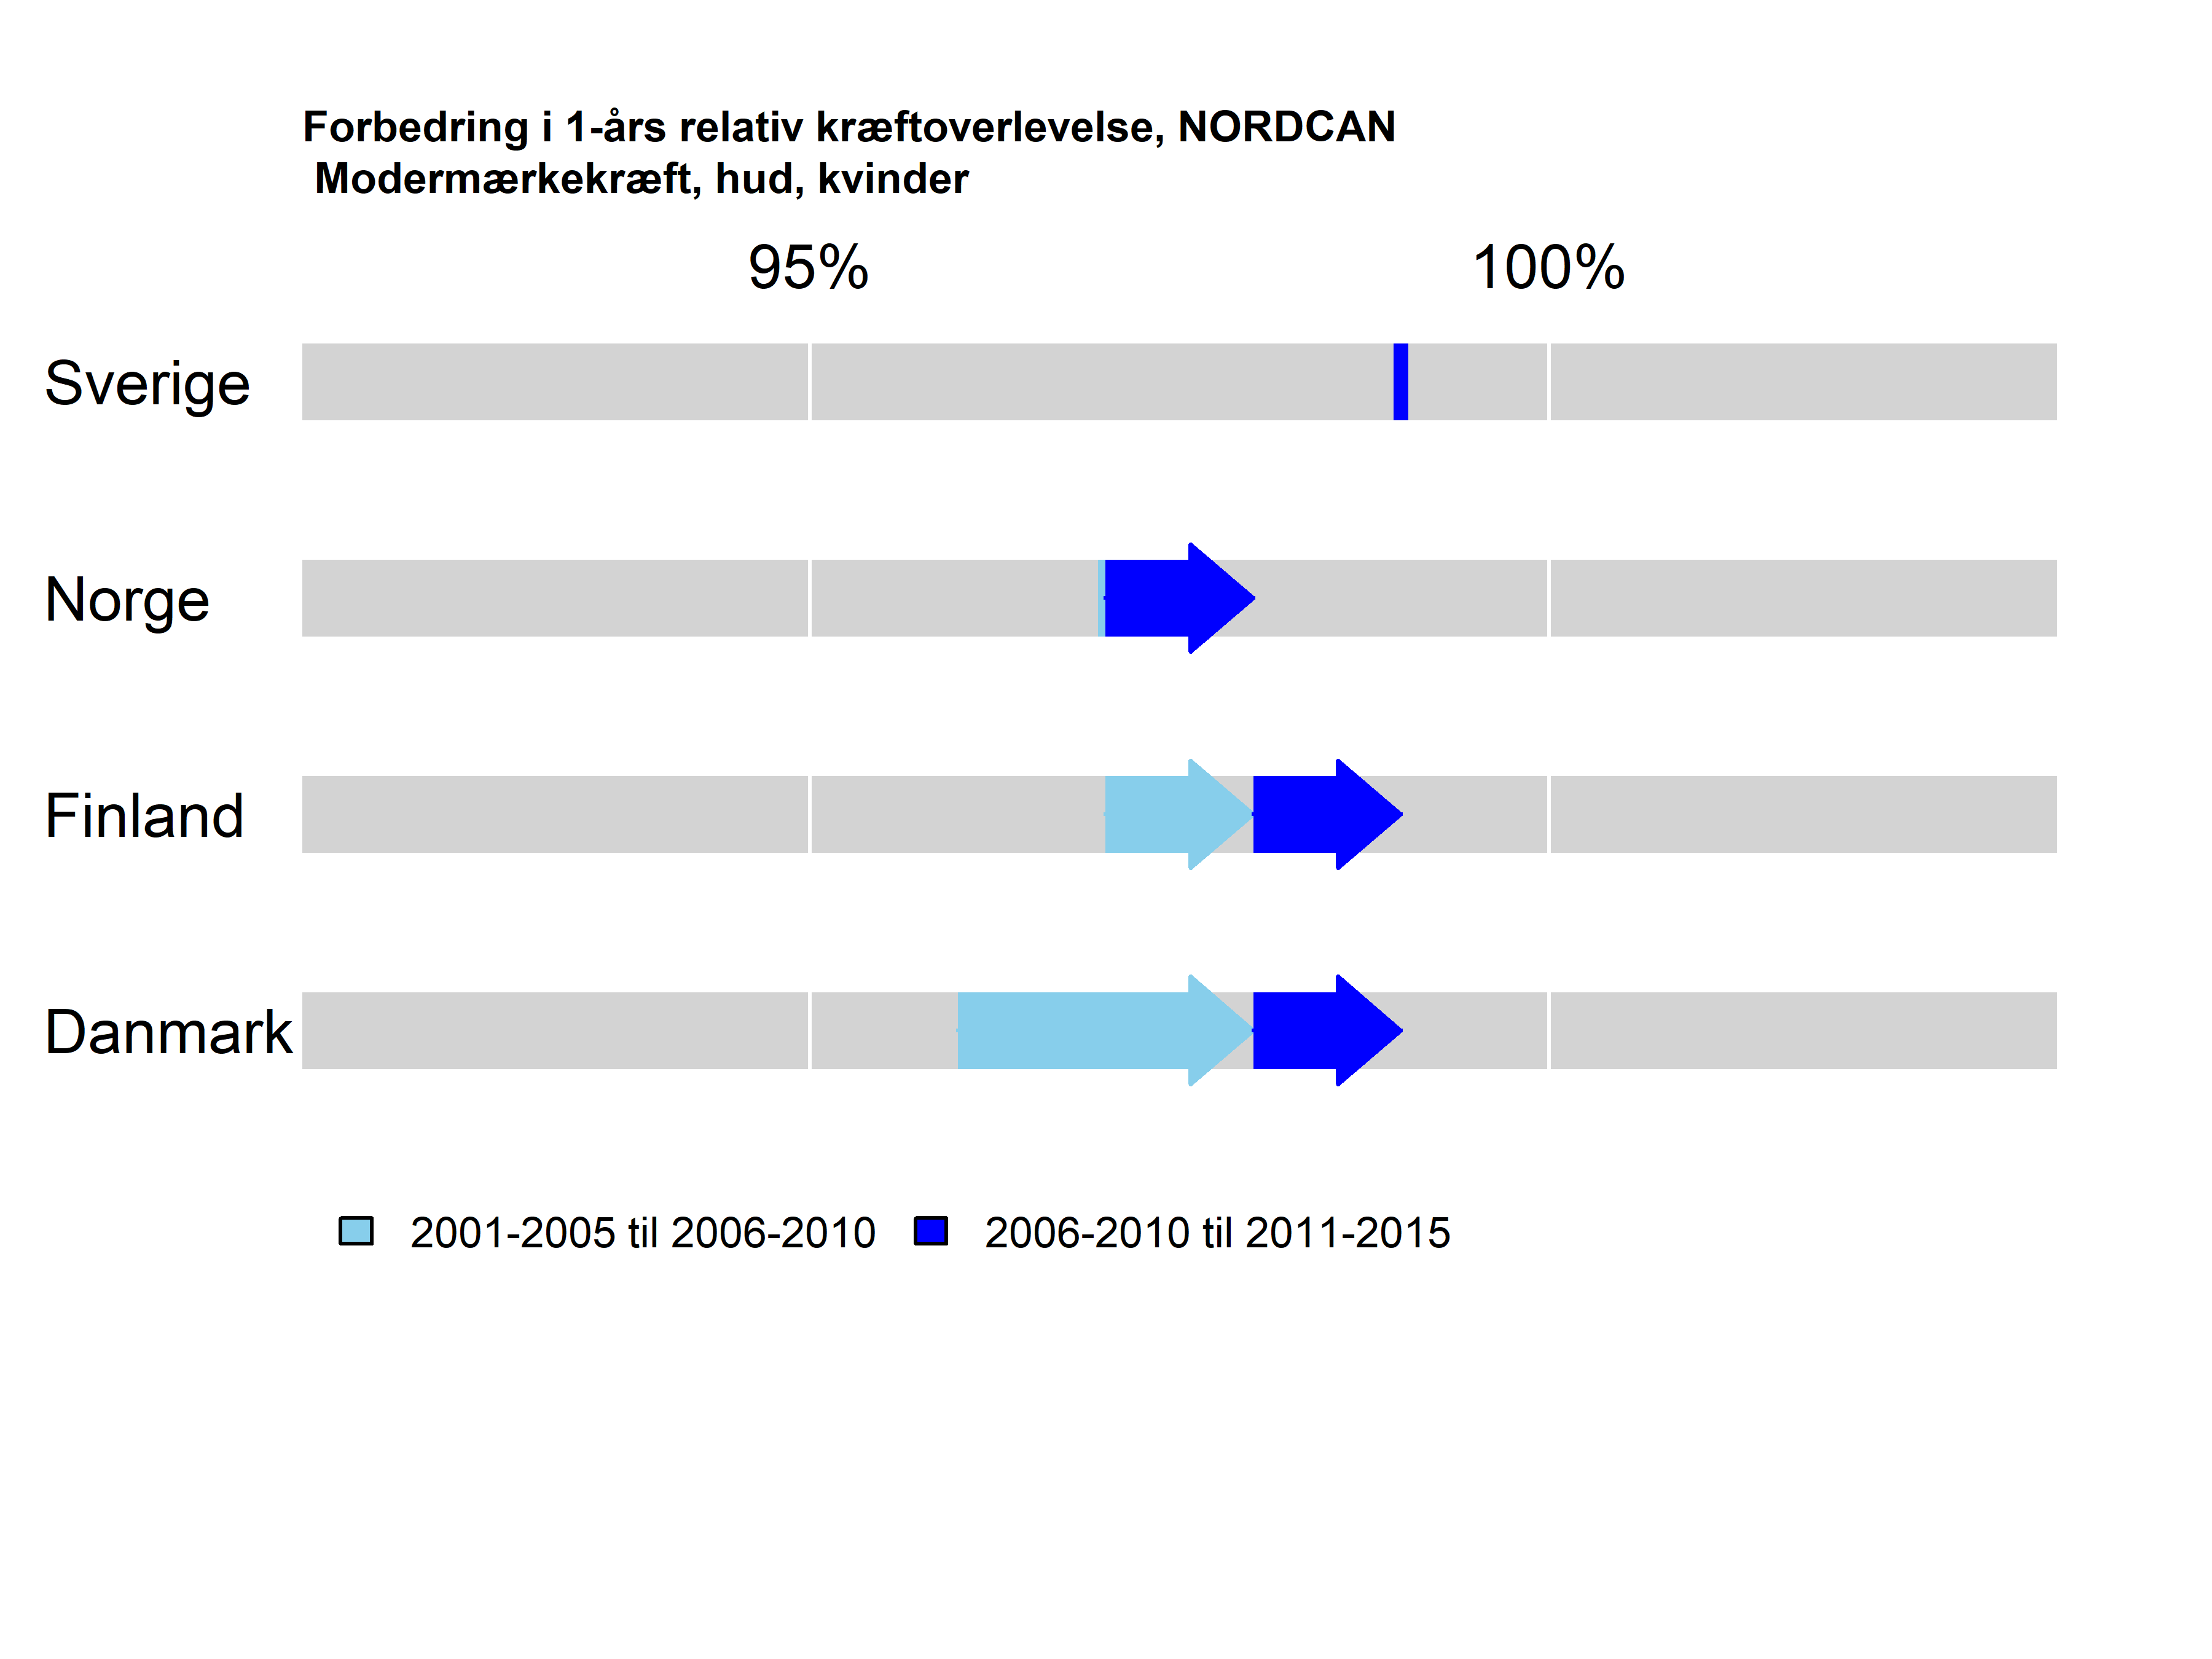 Forbedring i 1-års relativ kræftoverlevelse, NORDCAN
Modermærkekræft, hud, kvinder
95% 100%
Sverige
Norge
Finland
Danmark
2001-2005 til 2006-2010 2006-2010 til 2011-2015